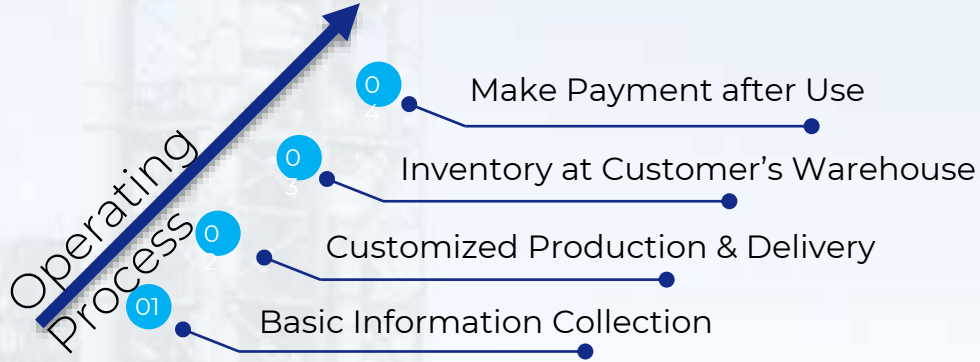 04
Make Payment after Use
03
Inventory at Customer’s Warehouse
Operating
Process
02
Customized Production & Delivery
01
Basic Information Collection